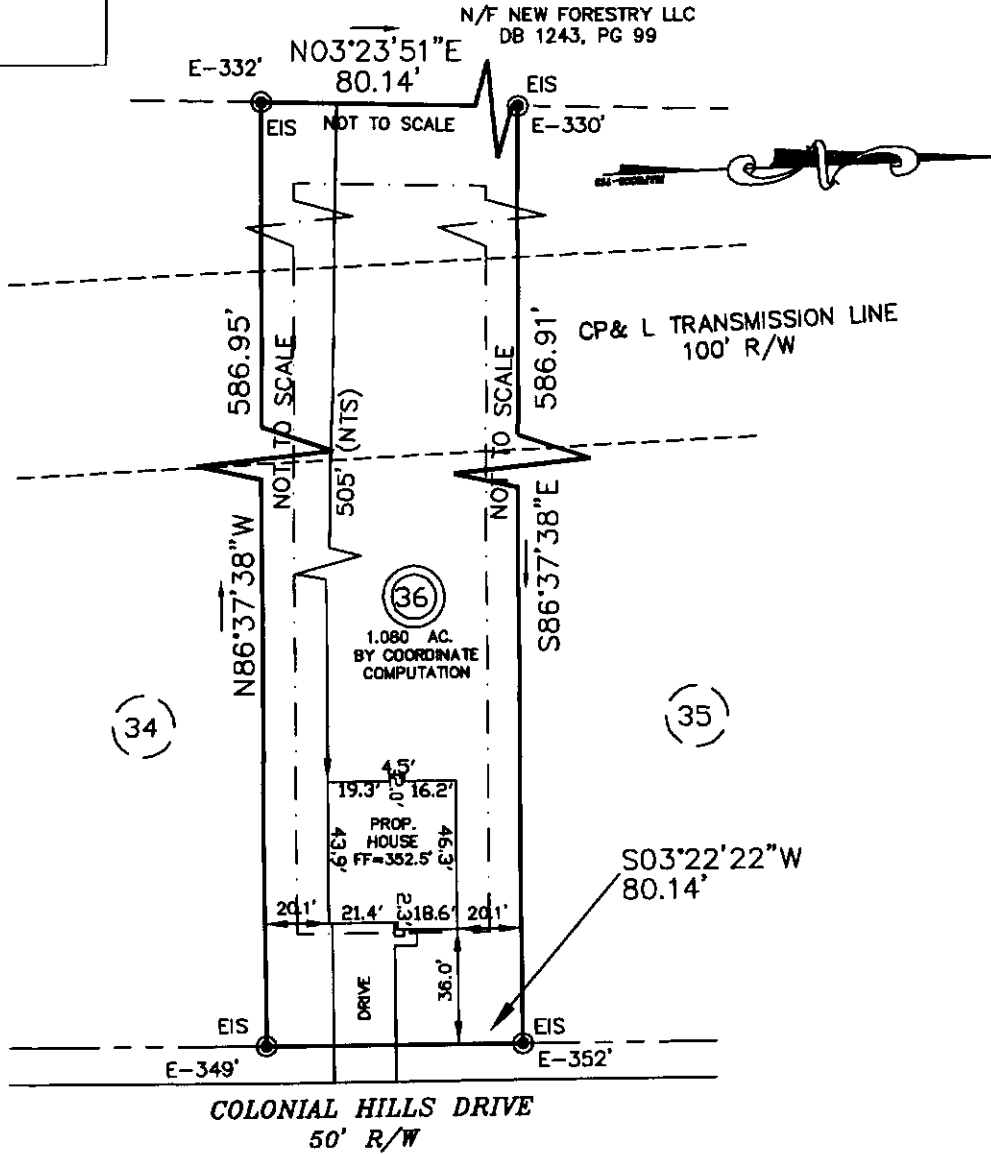 N/F NEW FORESTRY LLC
DB 1243, PG 99
N03°23'51"E
80.14'
E-332'
EIS
EIS
E-330'
NOT TO SCALE
586.95'
NOT TO SCALE
505' (NTS)
NOT TO SCALE
586.91'
CP& L TRANSMISSION LINE
100' R/W
N86°37'38"W
S86°37'38"E
36
1.080 AC.
BY COORDINATE
COMPUTATION
34
35
4.5'
19.3'
2.0'
16.2'
PROP.
HOUSE
FF=352.5'
43.9'
46.3'
S03°22'22"W
80.14'
20.1'
21.4'
2.3'
18.6'
20.1'
DRIVE
36.0'
EIS
EIS
E-349'
E-352'
COLONIAL HILLS DRIVE
50' R/W